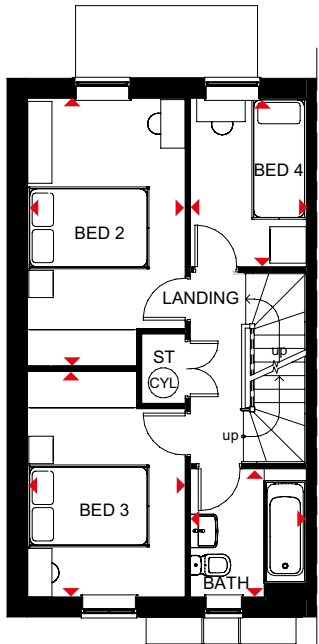 BED 4
BED 2
LANDING
up
ST
CYL
up
BED 3
BATH